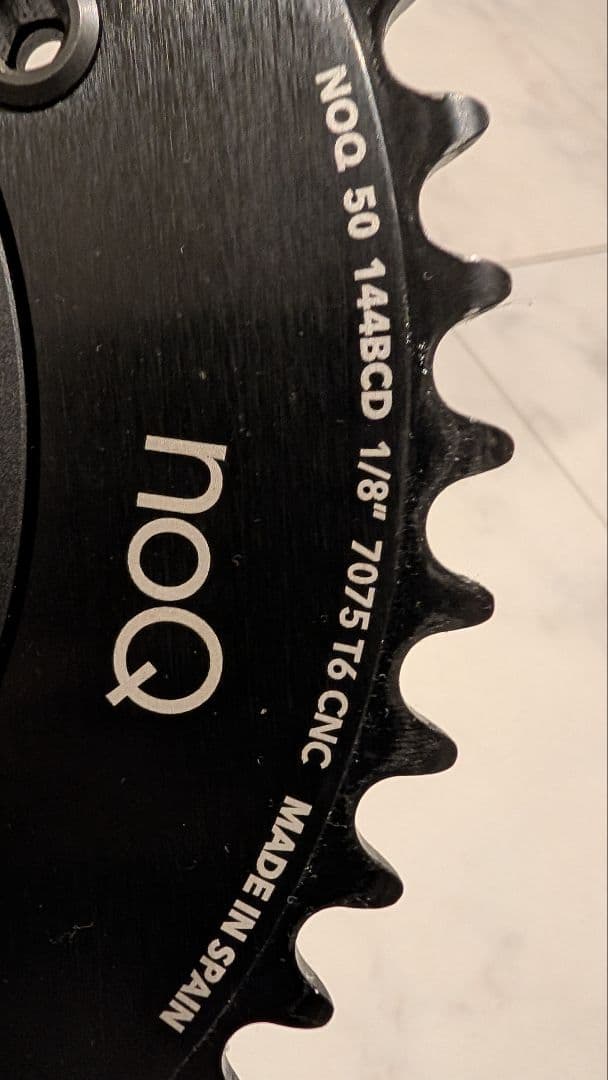 NOQ 50 144BCD 1/8" 7075 T6 CNC MADE IN SPAIN
noQ